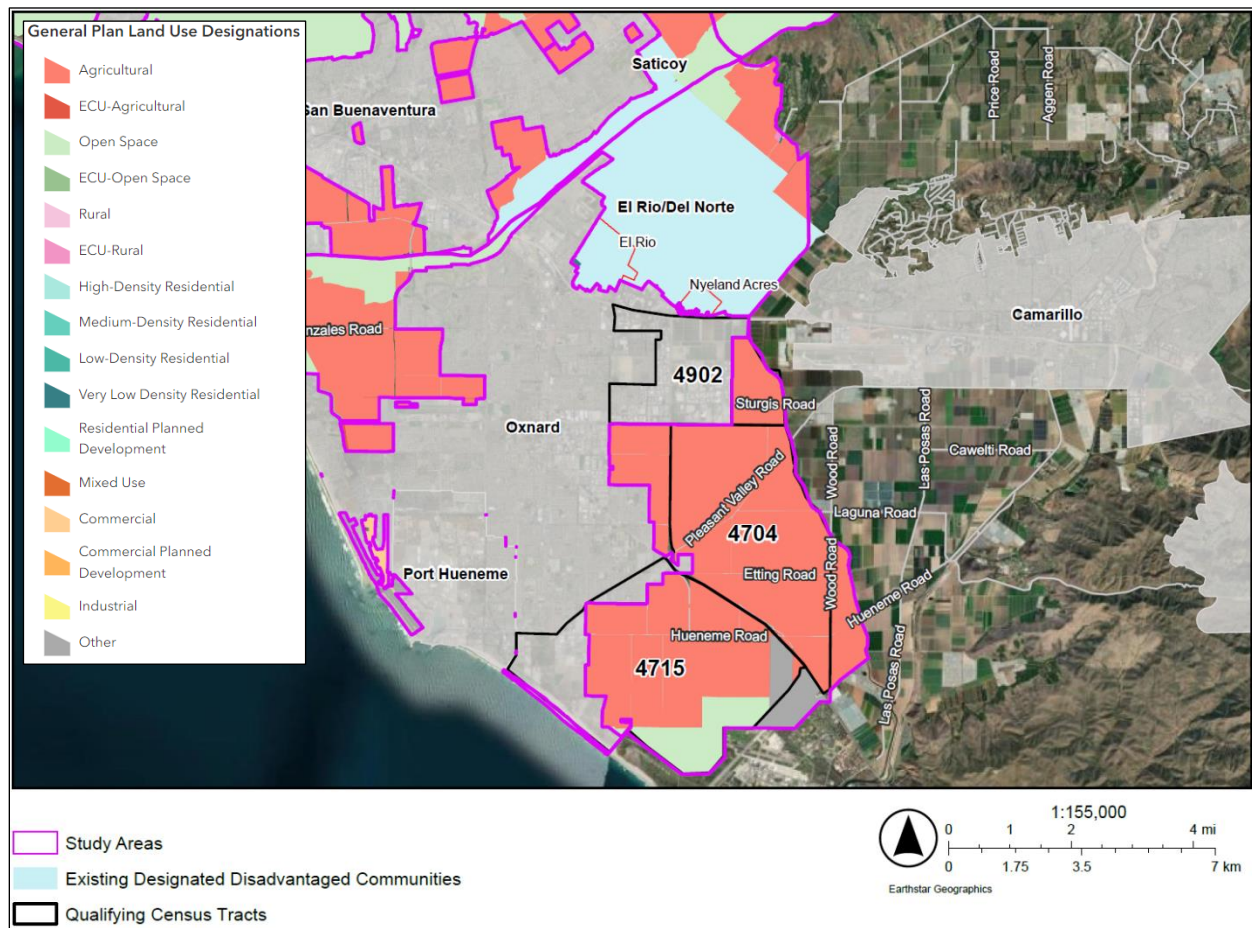 General Plan Land Use Designations
Agricultural
ECU-Agricultural
Open Space
ECU-Open Space
Rural
ECU-Rural
High-Density Residential
Medium-Density Residential
Low-Density Residential
Very Low Density Residential
Residential Planned
Development
Mixed Use
Commercial
Commercial Planned
Development
Industrial
Other
Saticoy
San Buenaventura
Price Road
Aggen Road
El Rio/Del Norte
El Rio
Nyeland Acres
Camarillo
nzales Road
4902
Sturgis Road
Oxnard
Wood Road
Las Posas Road
Cawelti Road
Pleasant Valley Road
Laguna Road
4704
Port Hueneme
Etting Road
Wood Road
Hueneme Road
Hueneme Road
4715
Las Posas Road
Study Areas
Existing Designated Disadvantaged Communities
Qualifying Census Tracts
1:155,000
0 1 2 4 mi
0 1.75 3.5 7 km
Earthstar Geographics